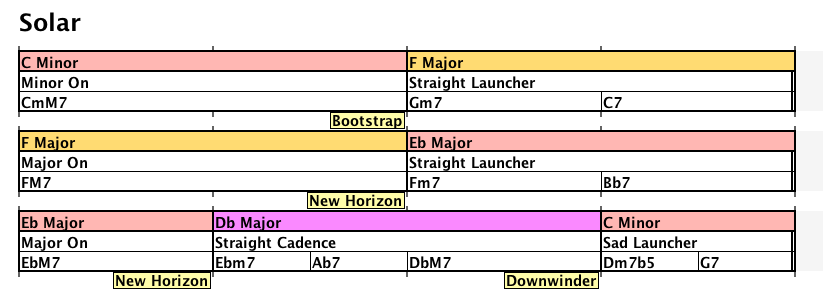 Solar
C Minor F Major
Minor On Straight Launcher
CmM7 Gm7 C7
Bootstrap
F Major Eb Major
Major On Straight Launcher
FM7 Fm7 Bb7
New Horizon
Eb Major Db Major C Minor
Major On Straight Cadence Sad Launcher
EbM7 Ebm7 Ab7 DbM7 Dm7b5 G7
New Horizon Downwinder